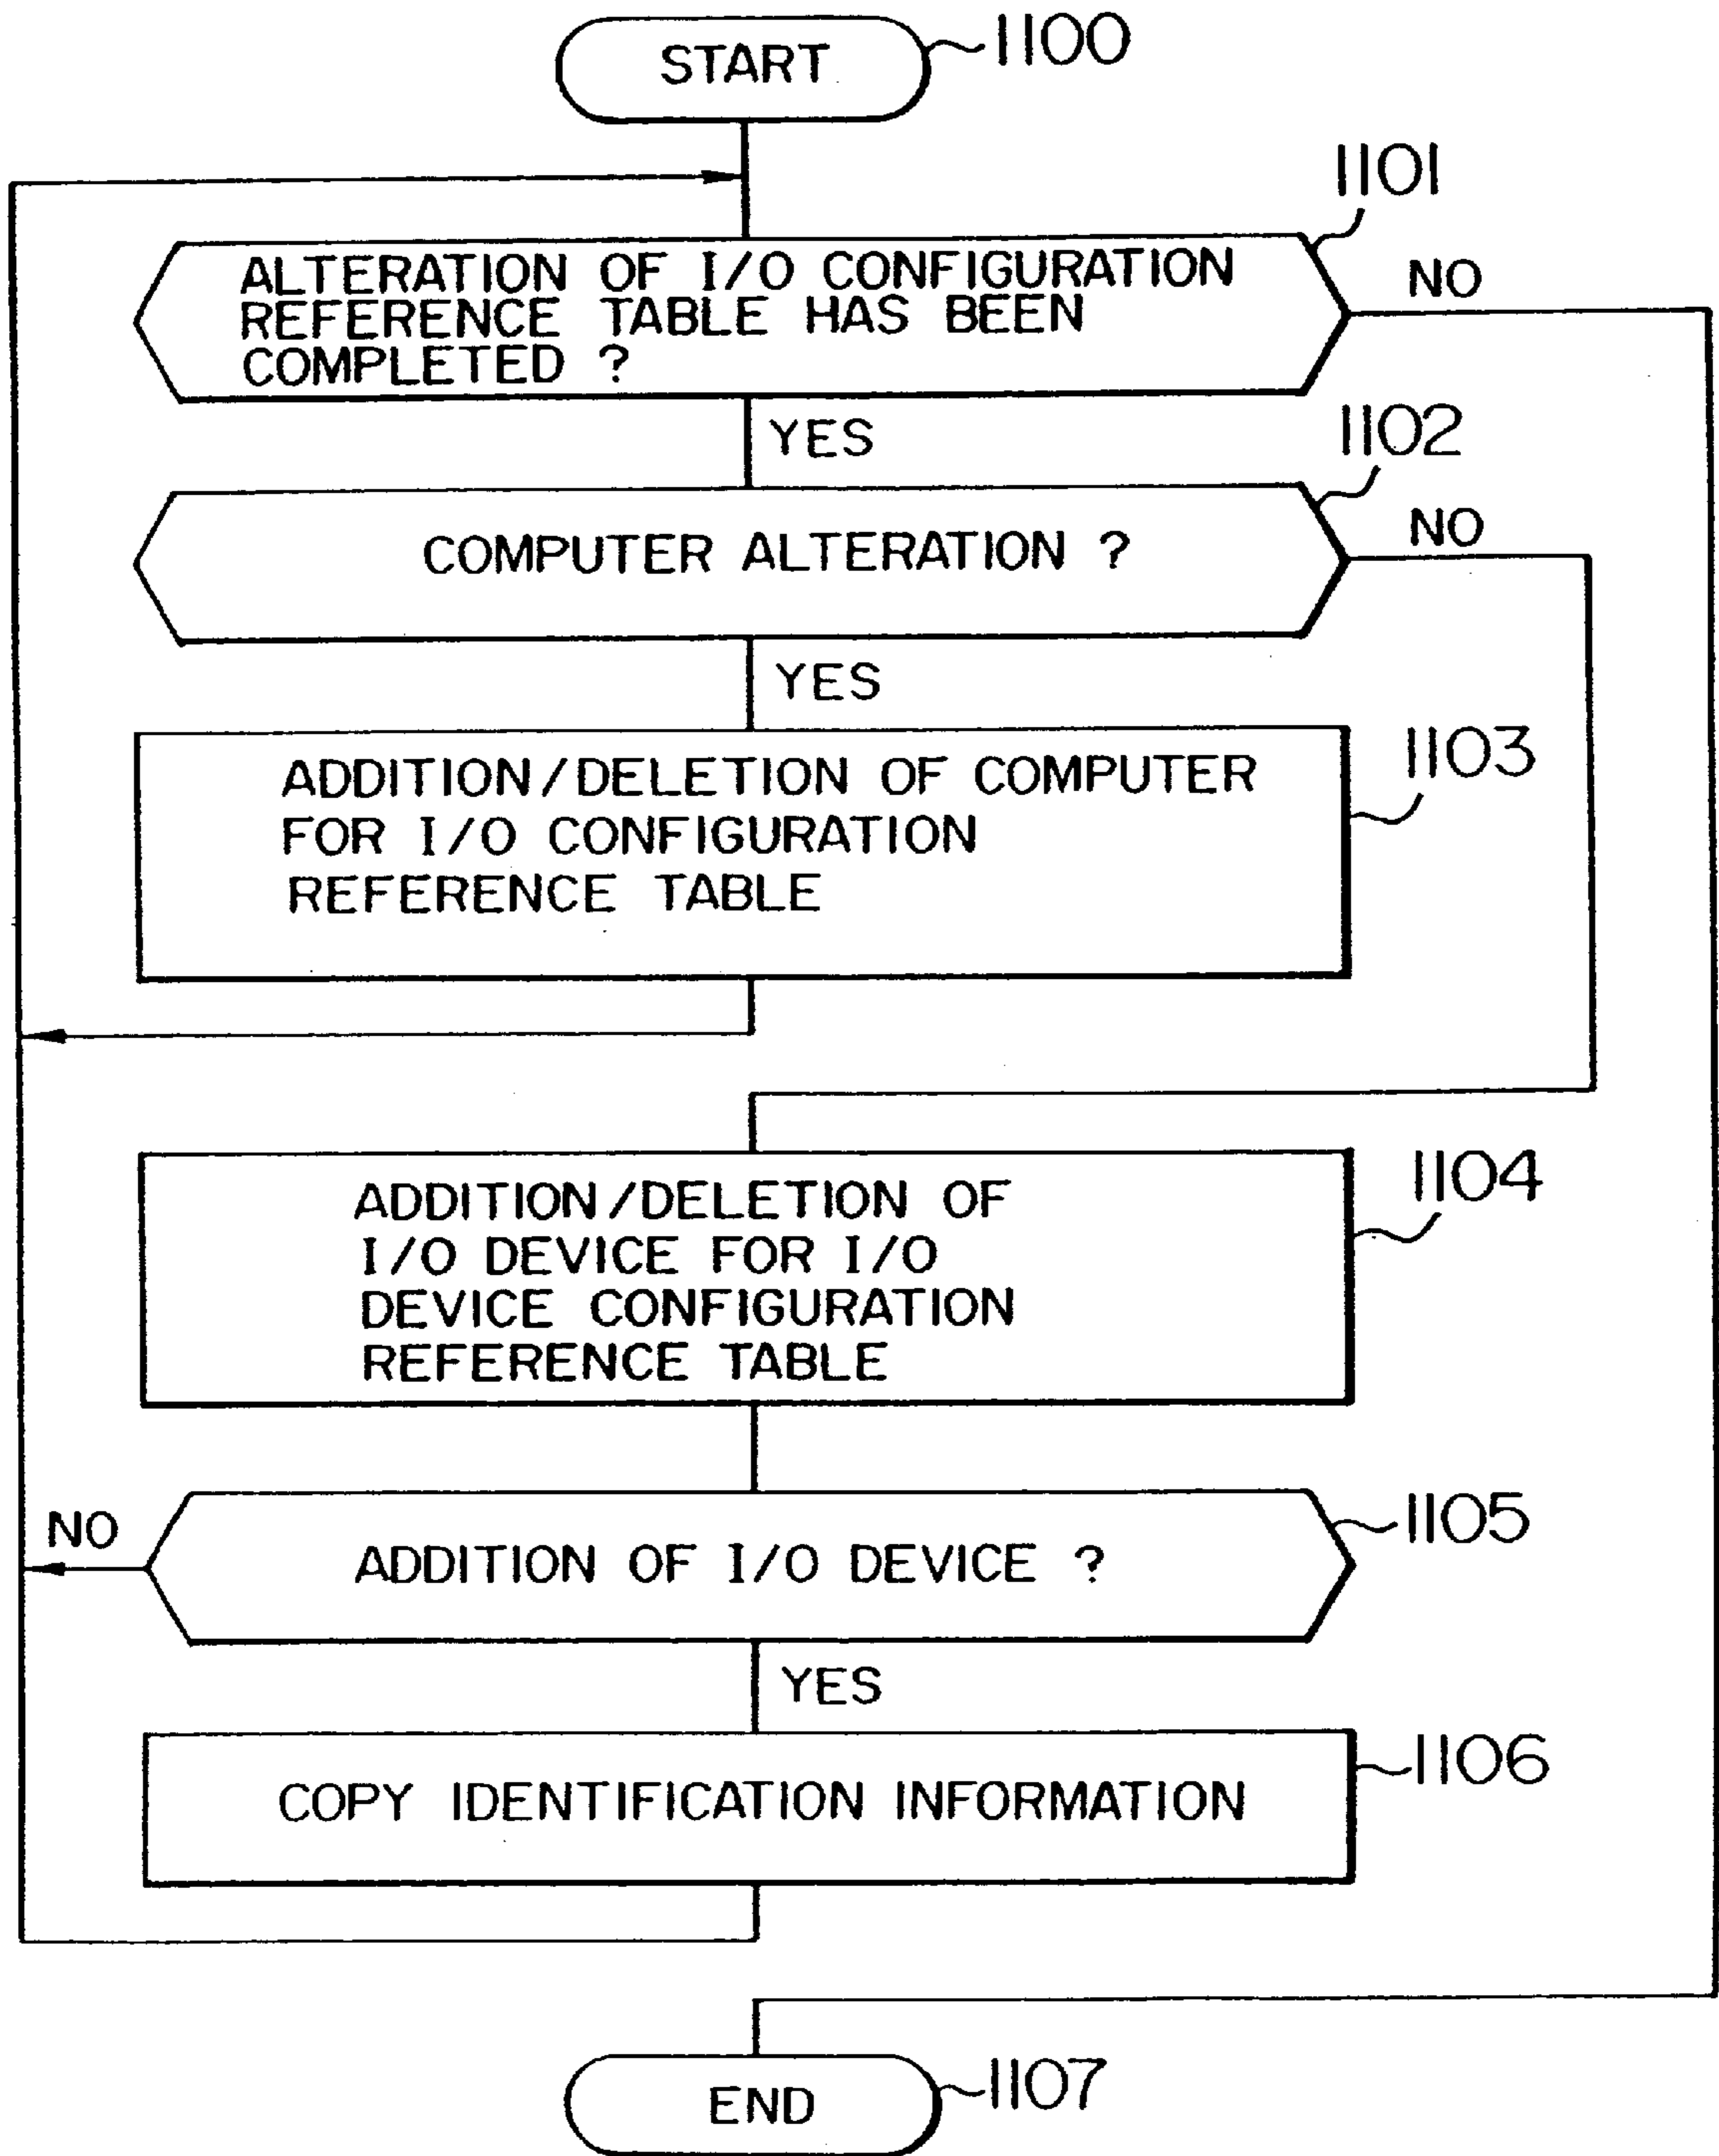 START
1100
1101
ALTERATION OF I/O CONFIGURATION
REFERENCE TABLE HAS BEEN
COMPLETED ?
NO
YES
1102
COMPUTER ALTERATION ?
NO
YES
1103
ADDITION/DELETION OF COMPUTER
FOR I/O CONFIGURATION
REFERENCE TABLE
1104
ADDITION/DELETION OF
I/O DEVICE FOR I/O
DEVICE CONFIGURATION
REFERENCE TABLE
1105
NO
ADDITION OF I/O DEVICE ?
YES
1106
COPY IDENTIFICATION INFORMATION
END
1107